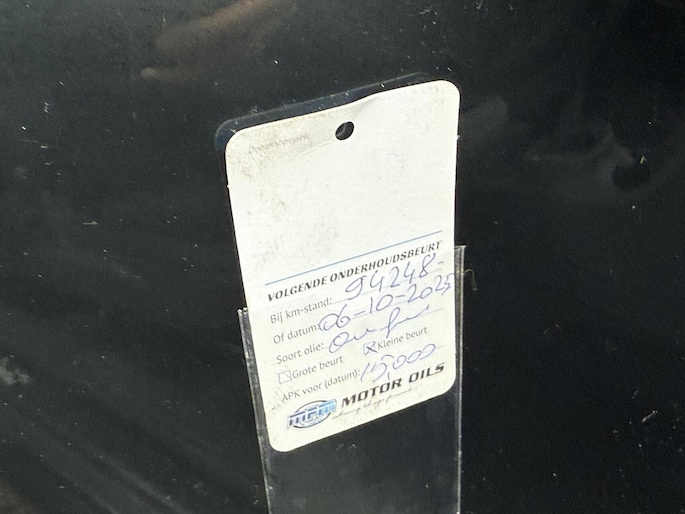 VOLGENDE ONDERHOUDSBEURT
Bij km-stand: 94248-
Of datum: 06-10-2025
Soort olie:
Grote beurt Kleine beurt
APK voor (datum): 15,000
MPM MOTOR OILS